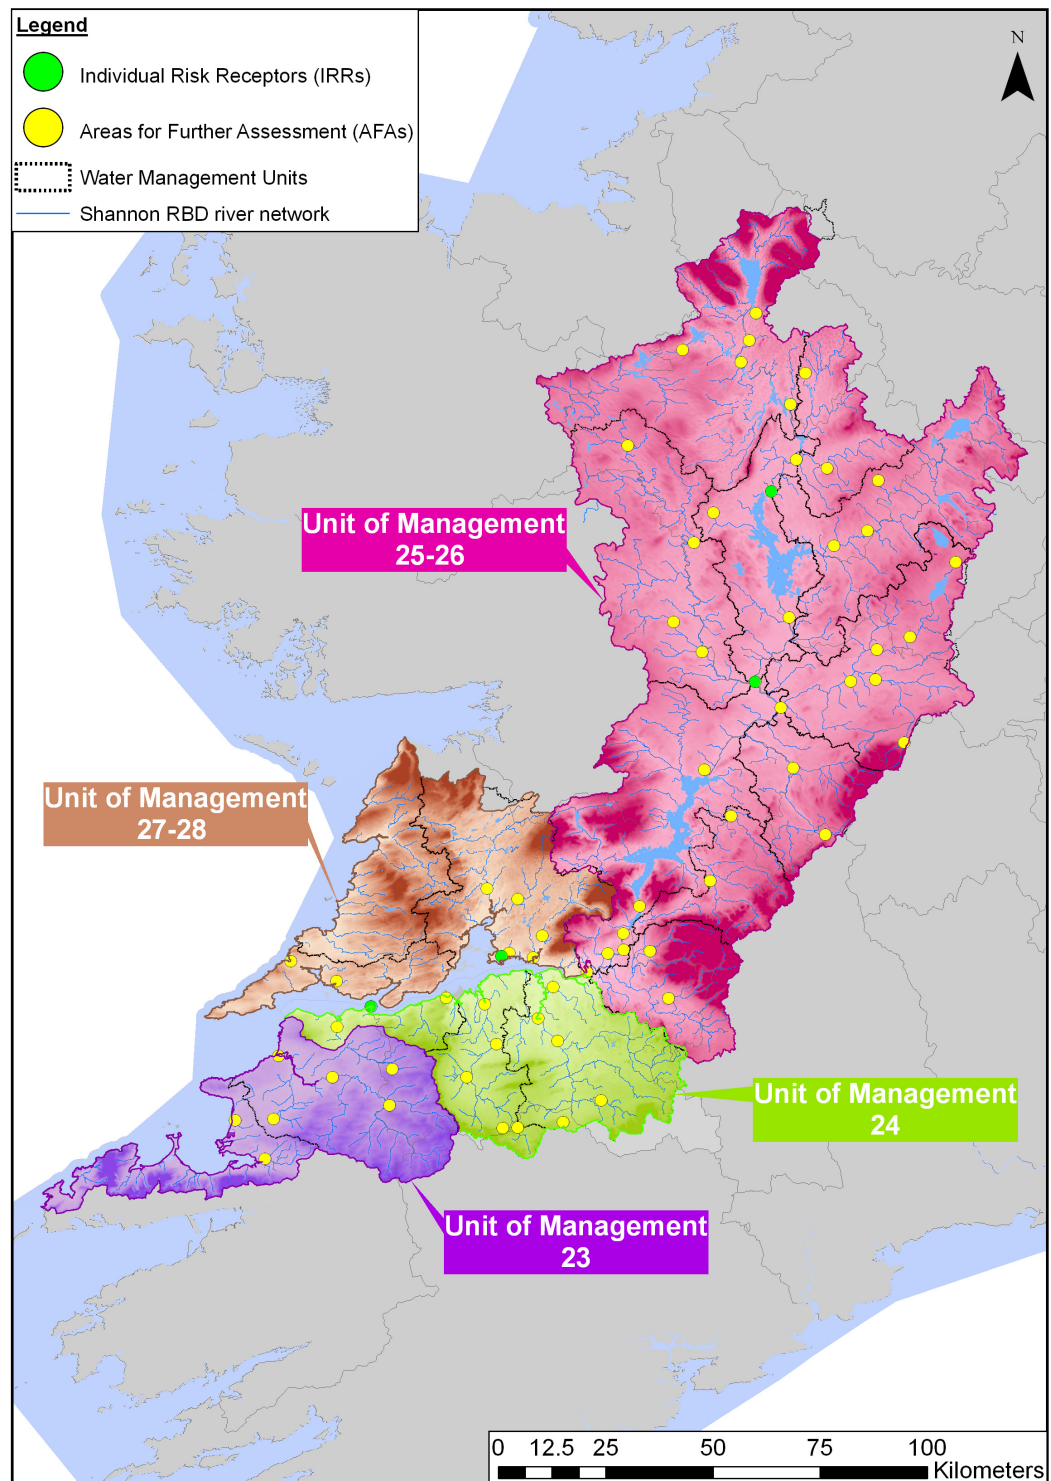 Legend
Individual Risk Receptors (IRRs)
Areas for Further Assessment (AFAs)
Water Management Units
Shannon RBD river network
N
Unit of Management
25-26
Unit of Management
27-28
Unit of Management
24
Unit of Management
23
0 12.5 25 50 75 100
Kilometers